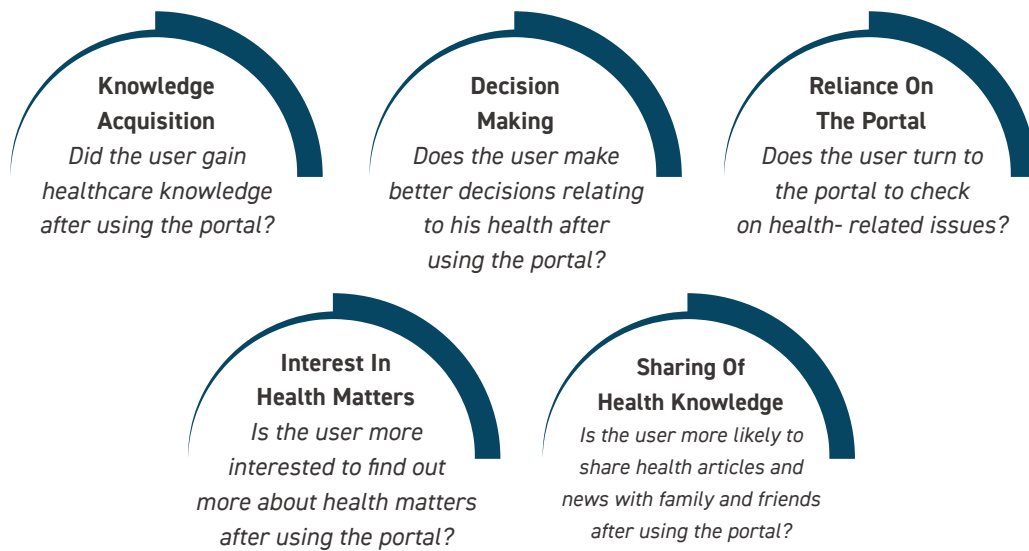 Knowledge
Acquisition
Did the user gain
healthcare knowledge
after using the portal?
Decision
Making
Does the user make
better decisions relating
to his health after
using the portal?
Reliance On
The Portal
Does the user turn to
the portal to check
on health- related issues?
Interest In
Health Matters
Is the user more
interested to find out
more about health matters
after using the portal?
Sharing Of
Health Knowledge
Is the user more likely to
share health articles and
news with family and friends
after using the portal?